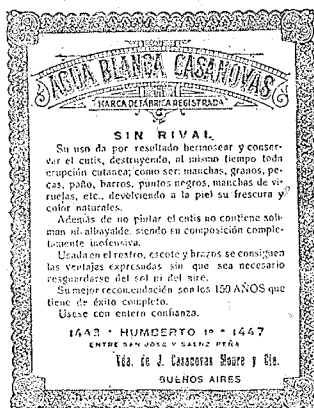 AGUA BLANCA CASANOVAS
MARCA DE FÁBRICA REGISTRADA
SIN RIVAL
Su uso da por resultado hermosear y conser-
var el cutis, destruyendo, al mismo tiempo toda
erupción cutanea; como ser: manchas, granos, pe-
cas, paño, barros, puntos negros, manchas de vi-
ruelas, etc., devolviendo a la piel su frescura y
color naturales.
Además de no pintar el cutis no contiene soli-
man ni albayalde, siendo su composición comple-
tamente inofensiva.
Usada en el rostro, escote y brazos se consiguen
las ventajas expresadas sin que sea necesario
resguardarse del sol ni del aire.
Su mejor recomendación son los 150 AÑOS que
tiene de éxito completo.
Usese con entera confianza.
1443 - HUMBERTO 1º - 1447
ENTRE SAN JOSE Y SAENZ PEÑA
Vda. de J. Casanovas Moure y Cie.
BUENOS AIRES